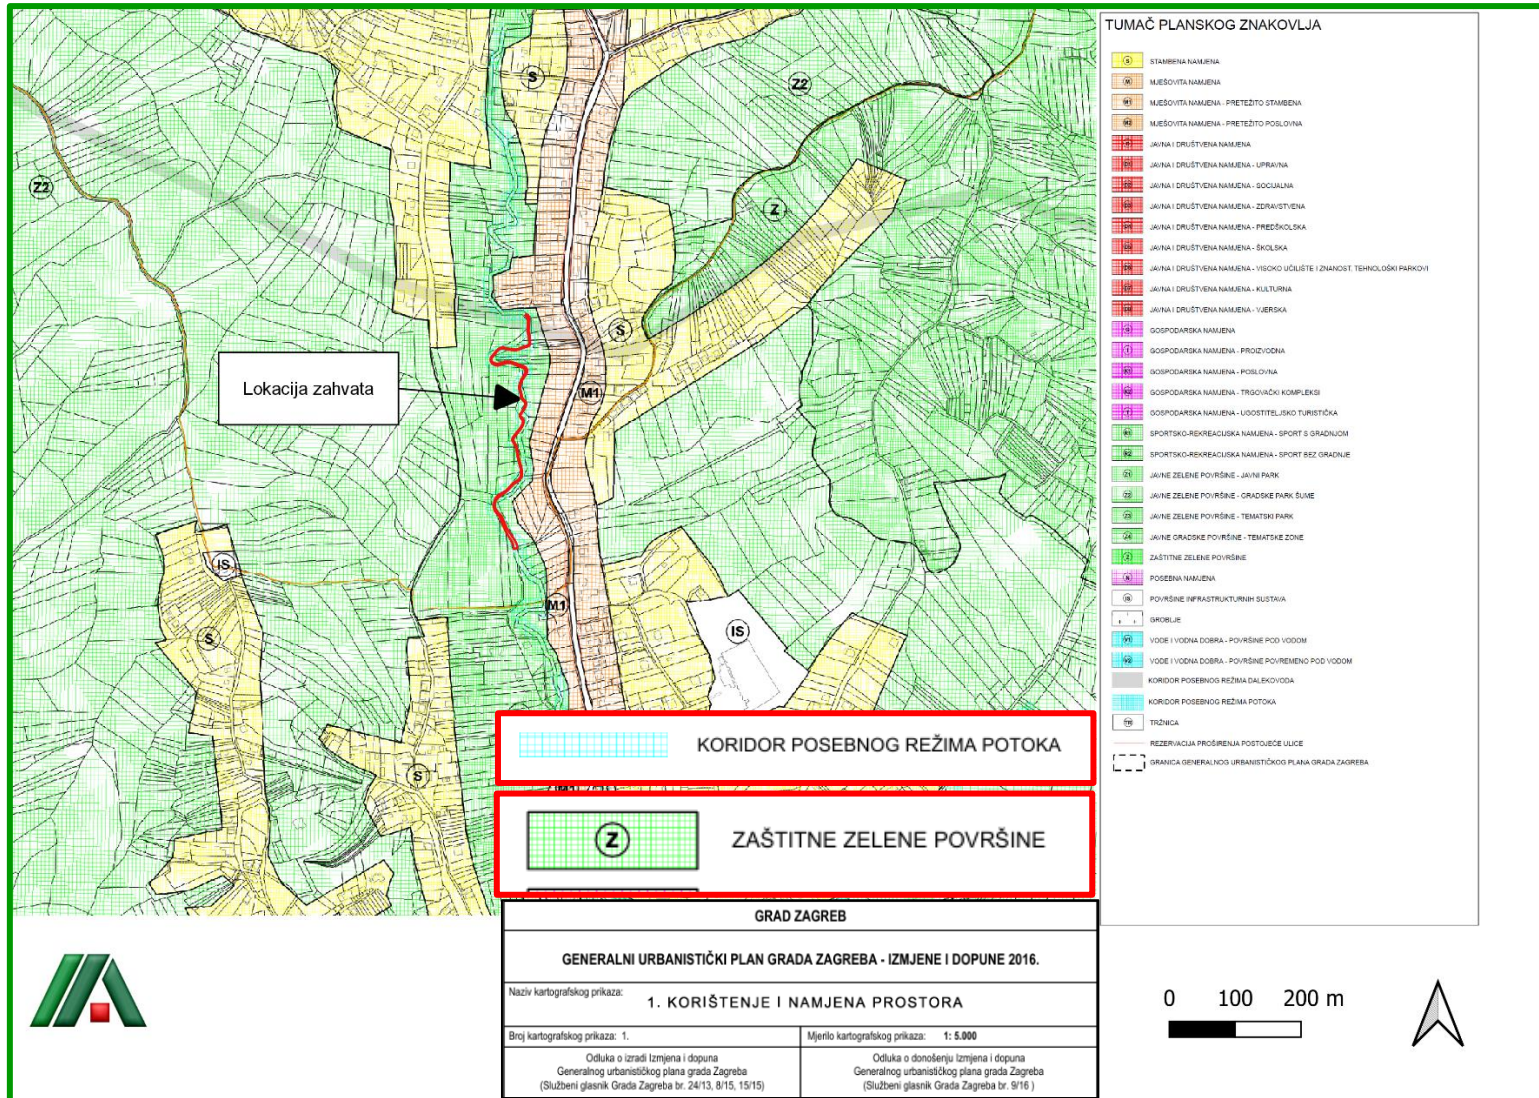 TUMAČ PLANSKOG ZNAKOVLJA
S STAMBENA NAMJENA
M MJEŠOVITA NAMJENA
M1 MJEŠOVITA NAMJENA - PRETEŽITO STAMBENA
M2 MJEŠOVITA NAMJENA - PRETEŽITO POSLOVNA
JAVNA I DRUŠTVENA NAMJENA
JAVNA I DRUŠTVENA NAMJENA - UPRAVNA
JAVNA I DRUŠTVENA NAMJENA - SOCIJALNA
JAVNA I DRUŠTVENA NAMJENA - ZDRAVSTVENA
JAVNA I DRUŠTVENA NAMJENA - PREDŠKOLSKA
JAVNA I DRUŠTVENA NAMJENA - ŠKOLSKA
JAVNA I DRUŠTVENA NAMJENA - VISOKO UČILIŠTE I ZNANOST, TEHNOLOŠKI PARKOVI
JAVNA I DRUŠTVENA NAMJENA - KULTURNA
JAVNA I DRUŠTVENA NAMJENA - VJERSKA
GOSPODARSKA NAMJENA
GOSPODARSKA NAMJENA - PROIZVODNA
GOSPODARSKA NAMJENA - POSLOVNA
GOSPODARSKA NAMJENA - TRGOVAČKI KOMPLEKSI
GOSPODARSKA NAMJENA - UGOSTITELJSKO TURISTIČKA
SPORTSKO-REKREACIJSKA NAMJENA - SPORT S GRADNJOM
SPORTSKO-REKREACIJSKA NAMJENA - SPORT BEZ GRADNJE
Z1 JAVNE ZELENE POVRŠINE - JAVNI PARK
Z2 JAVNE ZELENE POVRŠINE - GRADSKE PARK ŠUME
Z3 JAVNE ZELENE POVRŠINE - TEMATSKI PARK
Z4 JAVNE GRADSKE POVRŠINE - TEMATSKE ZONE
Z ZAŠTITNE ZELENE POVRŠINE
N POSEBNA NAMJENA
IS POVRŠINE INFRASTRUKTURNIH SUSTAVA
GROBLJE
V1 VODE I VODNA DOBRA - POVRŠINE POD VODOM
V2 VODE I VODNA DOBRA - POVRŠINE POVREMENO POD VODOM
KORIDOR POSEBNOG REŽIMA DALEKOVODA
KORIDOR POSEBNOG REŽIMA POTOKA
TR TRŽNICA
REZERVACIJA PROŠIRENJA POSTOJEĆE ULICE
GRANICA GENERALNOG URBANISTIČKOG PLANA GRADA ZAGREBA
S
Z2
Z2
Z
S
Lokacija zahvata
M1
IS
M1
S
IS
S
M1
KORIDOR POSEBNOG REŽIMA POTOKA
Z ZAŠTITNE ZELENE POVRŠINE
GRAD ZAGREB
GENERALNI URBANISTIČKI PLAN GRADA ZAGREBA - IZMJENE I DOPUNE 2016.
Naziv kartografskog prikaza: 1. KORIŠTENJE I NAMJENA PROSTORA
Broj kartografskog prikaza: 1. Mjerilo kartografskog prikaza: 1: 5.000
Odluka o izradi Izmjena i dopuna
Generalnog urbanističkog plana grada Zagreba
(Službeni glasnik Grada Zagreba br. 24/13, 8/15, 15/15)
Odluka o donošenju Izmjena i dopuna
Generalnog urbanističkog plana grada Zagreba
(Službeni glasnik Grada Zagreba br. 9/16 )
0 100 200 m